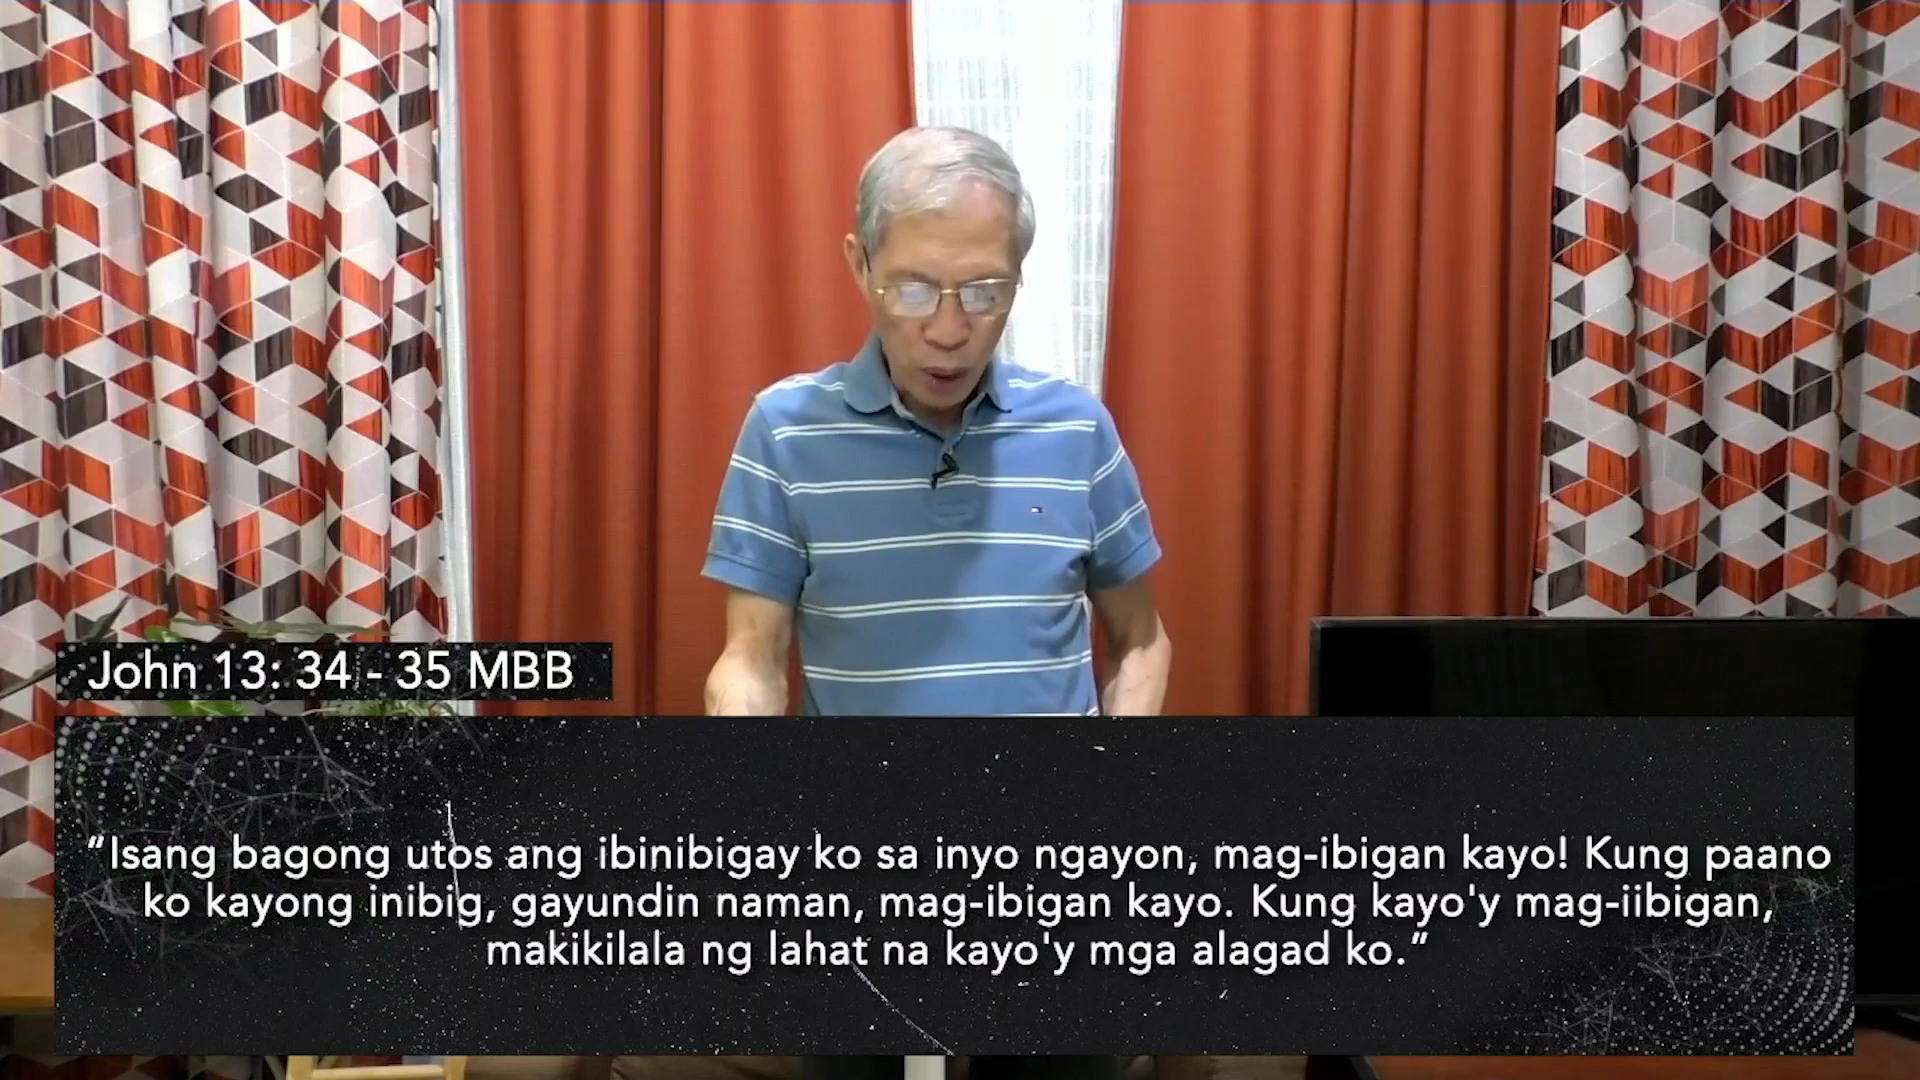 John 13: 34 - 35 MBB
“Isang bagong utos ang ibinibigay ko sa inyo ngayon, mag-ibigan kayo! Kung paano
ko kayong inibig, gayundin naman, mag-ibigan kayo. Kung kayo'y mag-iibigan,
makikilala ng lahat na kayo'y mga alagad ko.”